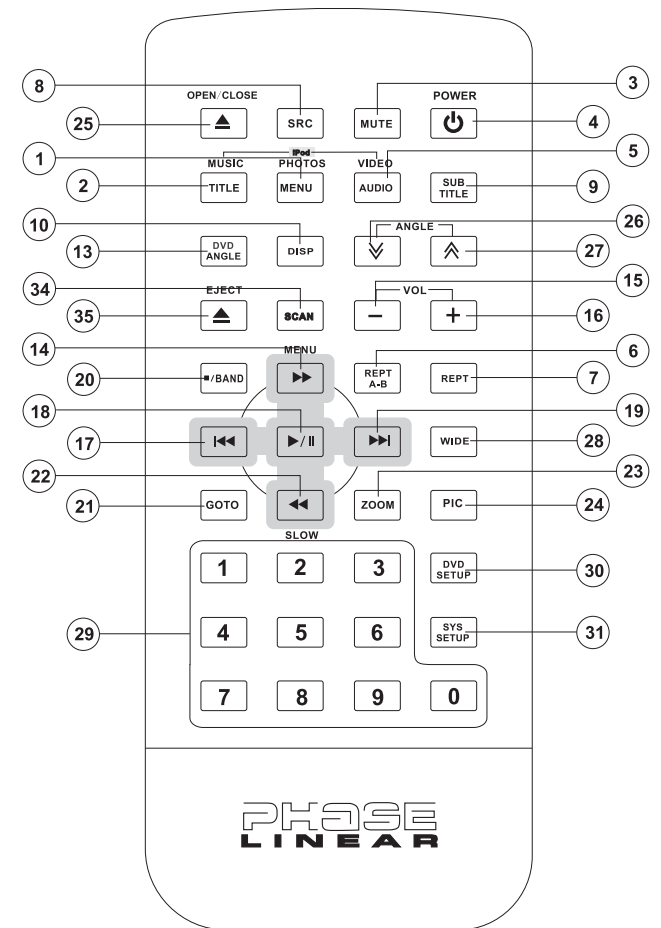 8
3
OPEN/CLOSE
POWER
25
SRC
MUTE
4
1
5
iPod
MUSIC
PHOTOS
VIDEO
2
TITLE
MENU
AUDIO
SUB
TITLE
9
10
26
ANGLE
13
DVD
ANGLE
DISP
27
34
15
EJECT
VOL
35
SCAN
−
+
16
14
6
MENU
20
■/BAND
REPT
A-B
REPT
7
18
19
17
WIDE
28
22
23
21
GOTO
ZOOM
PIC
24
SLOW
1
2
3
DVD
SETUP
30
29
4
5
6
SYS
SETUP
31
7
8
9
0
PHASE
LINEAR